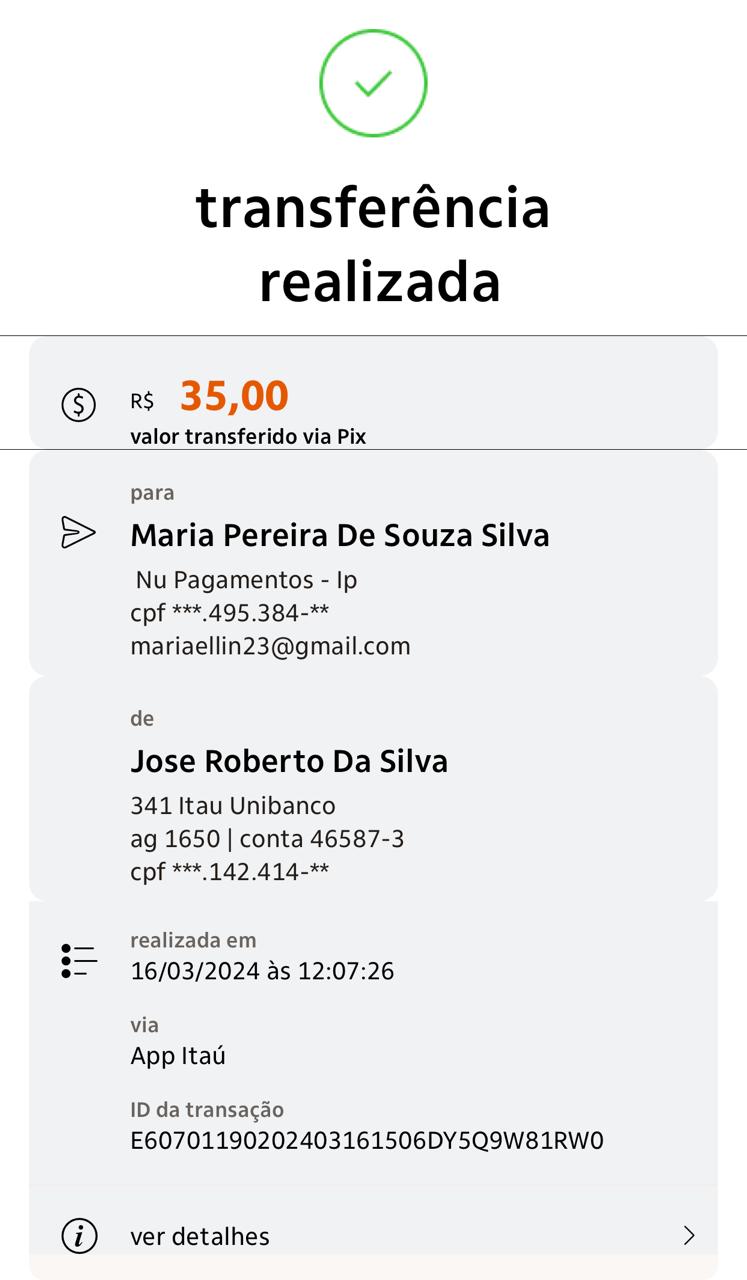 transferência
realizada
R$ 35,00
valor transferido via Pix
para
Maria Pereira De Souza Silva
Nu Pagamentos - Ip
cpf ***.495.384-**
mariaellin23@gmail.com
de
Jose Roberto Da Silva
341 Itau Unibanco
ag 1650 | conta 46587-3
cpf ***.142.414-**
realizada em
16/03/2024 às 12:07:26
via
App Itaú
ID da transação
E60701190202403161506DY5Q9W81RW0
ver detalhes